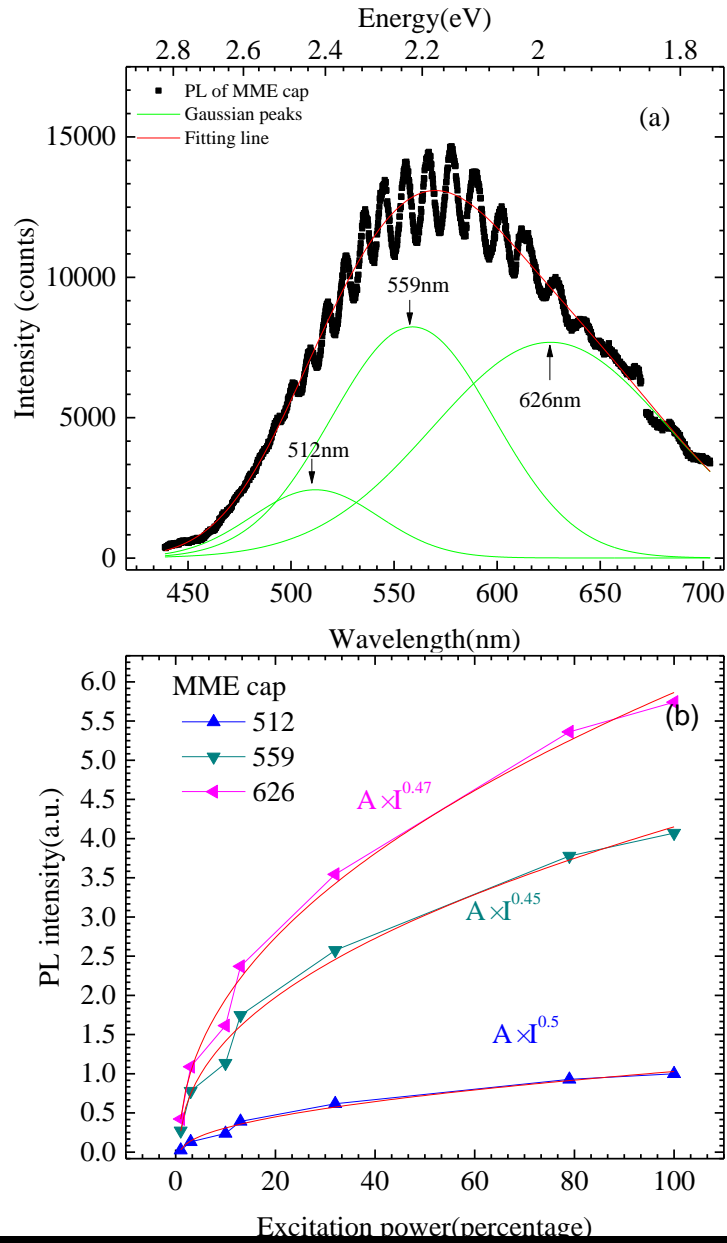 Energy(eV)
2.8 2.6 2.4 2.2 2 1.8
PL of MME cap
Gaussian peaks
Fitting line
(a)
15000
10000
5000
0
Intensity (counts)
559nm
626nm
512nm
450 500 550 600 650 700
Wavelength(nm)
6.0
5.5
5.0
4.5
4.0
3.5
3.0
2.5
2.0
1.5
1.0
0.5
0.0
PL intensity(a.u.)
MME cap
512
559
626
(b)
A×I^0.47
A×I^0.45
A×I^0.5
0 20 40 60 80 100
Excitation power(percentage)